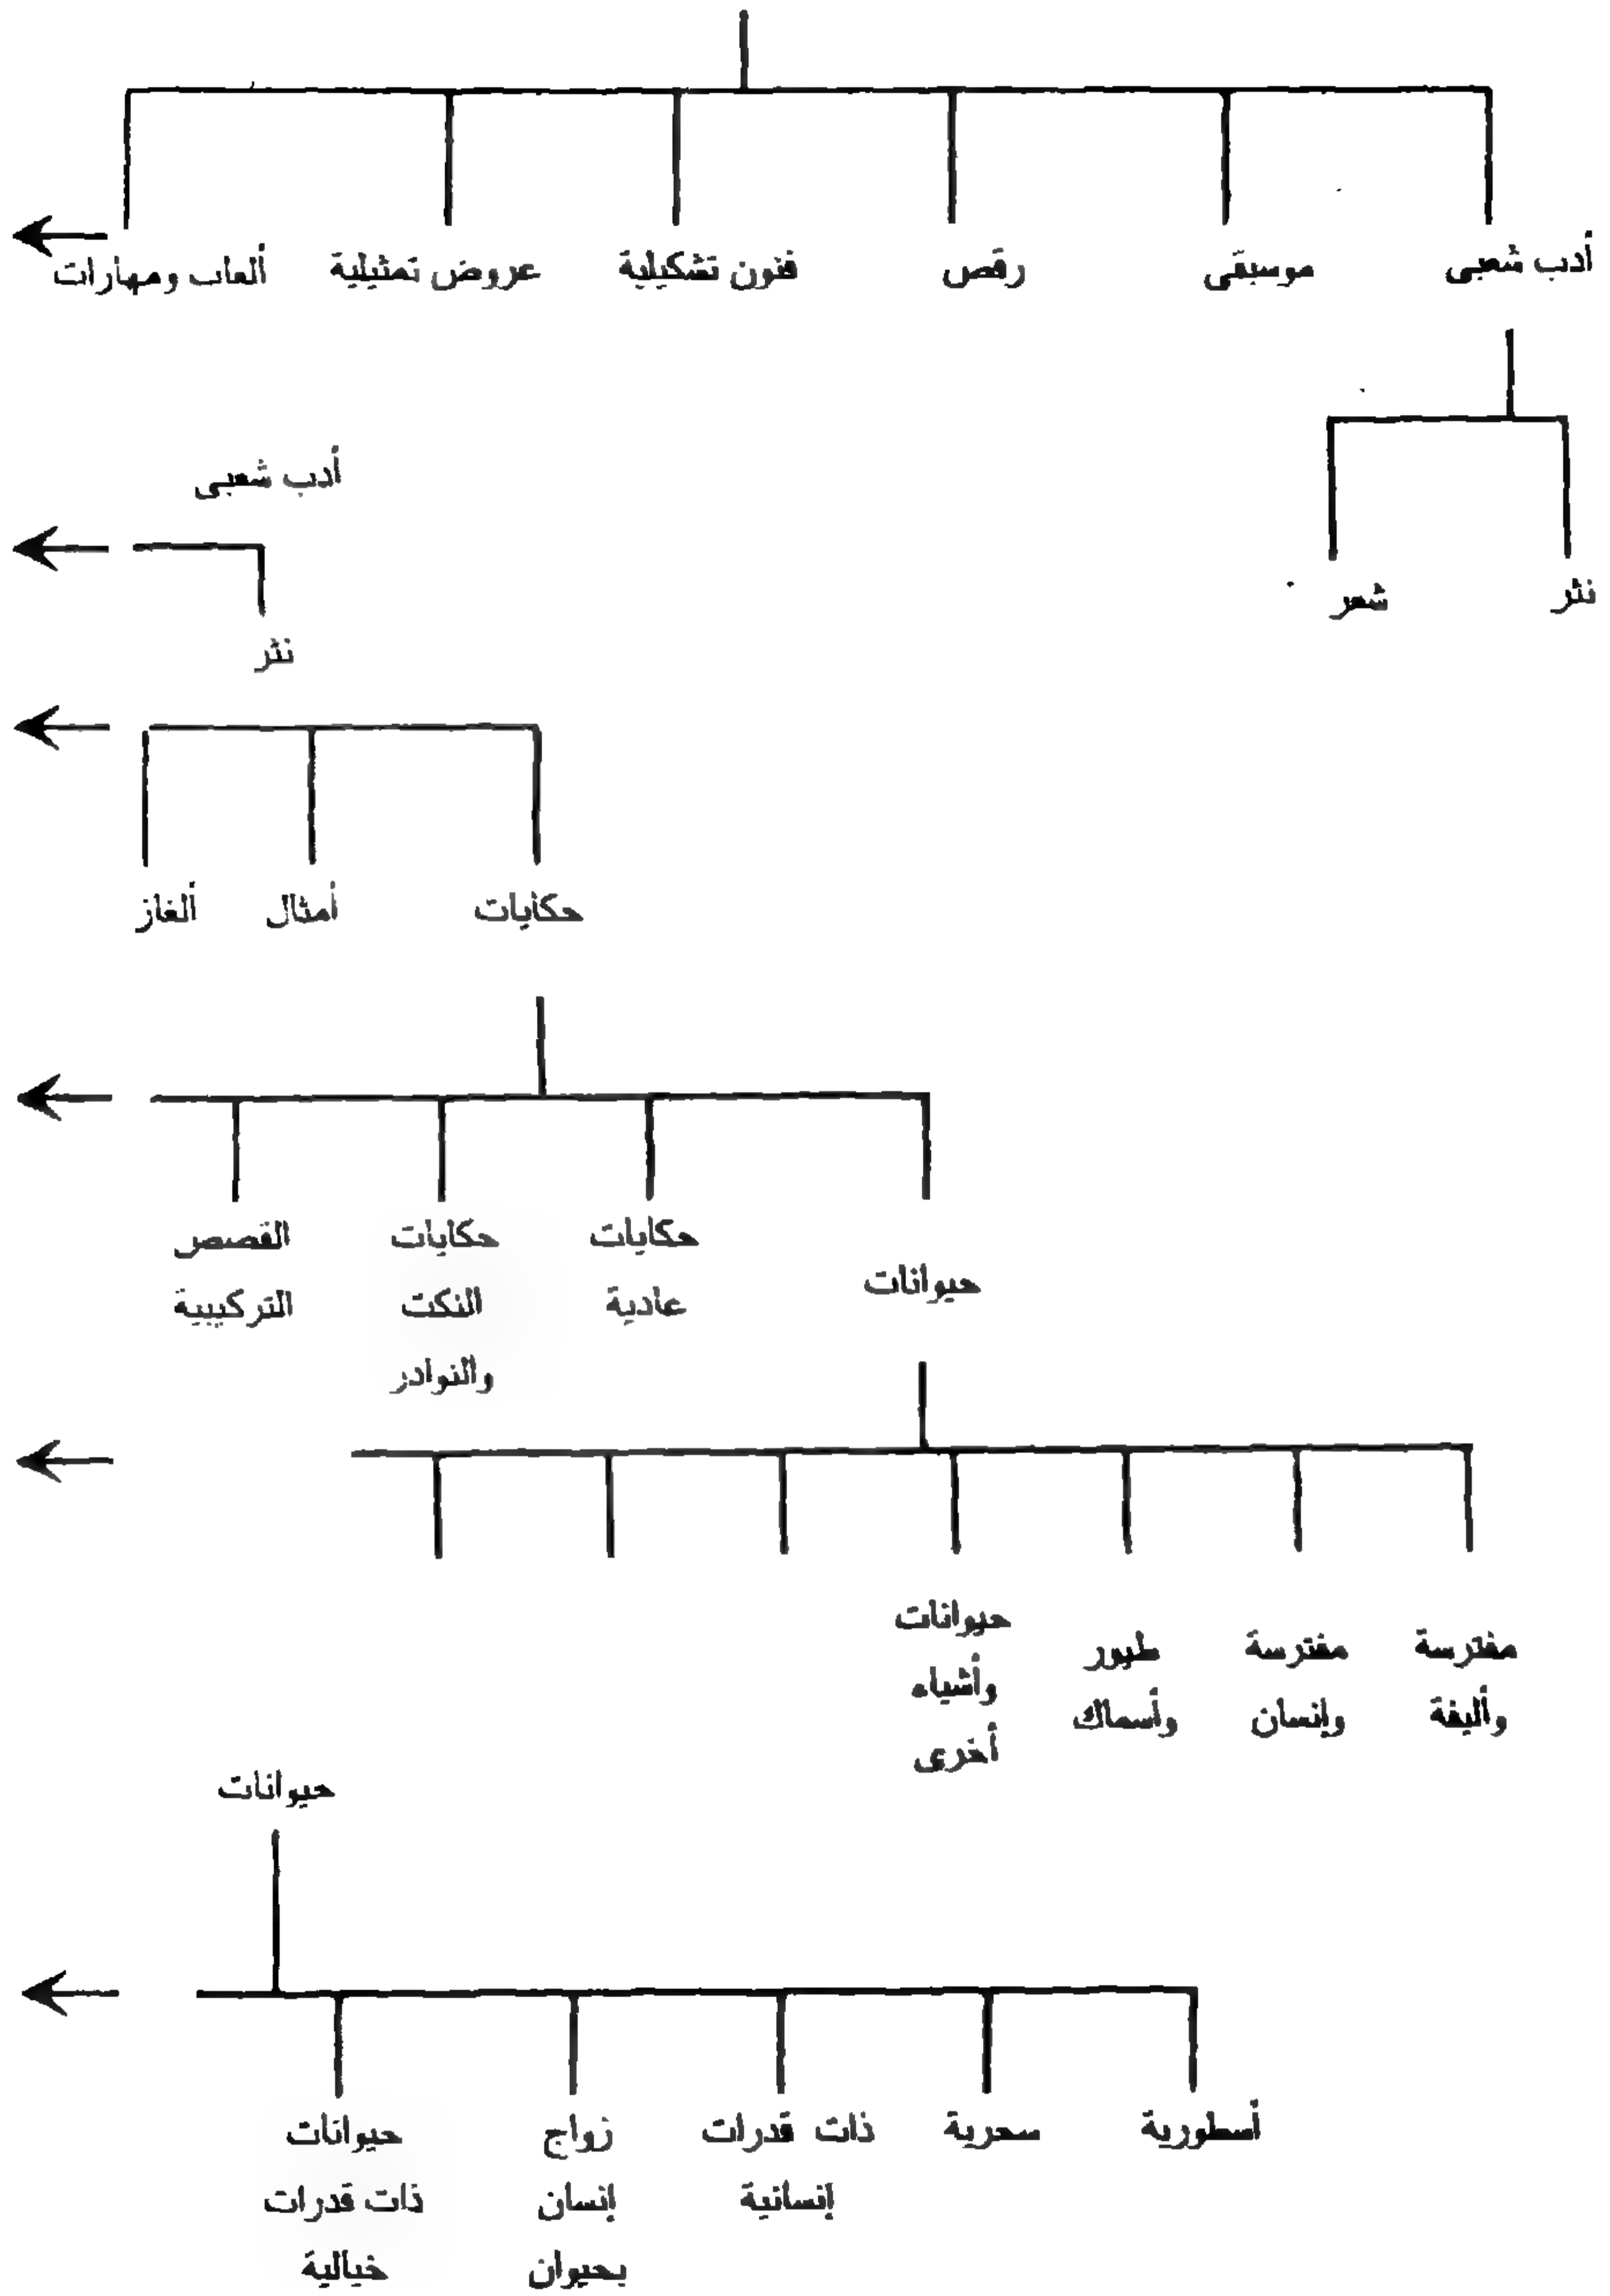 أدب شعبى
موسيقى
رقص
فنون تشكيلية
عروض تمثيلية
ألعاب ومهارات
نثر
شعر
أدب شعبى
نثر
حكايات
أمثال
ألغاز
حيوانات
حكايات
عادية
حكايات
النكت
والنوادر
القصص
التركيبية
مفترسة
وأليفة
مفترسة
وإنسان
طيور
وأسماك
حيوانات
وأشياء
أخرى
حيوانات
أسطورية
سحرية
ذات قدرات
إنسانية
زواج
إنسان
بحيوان
حيوانات
ذات قدرات
خيالية